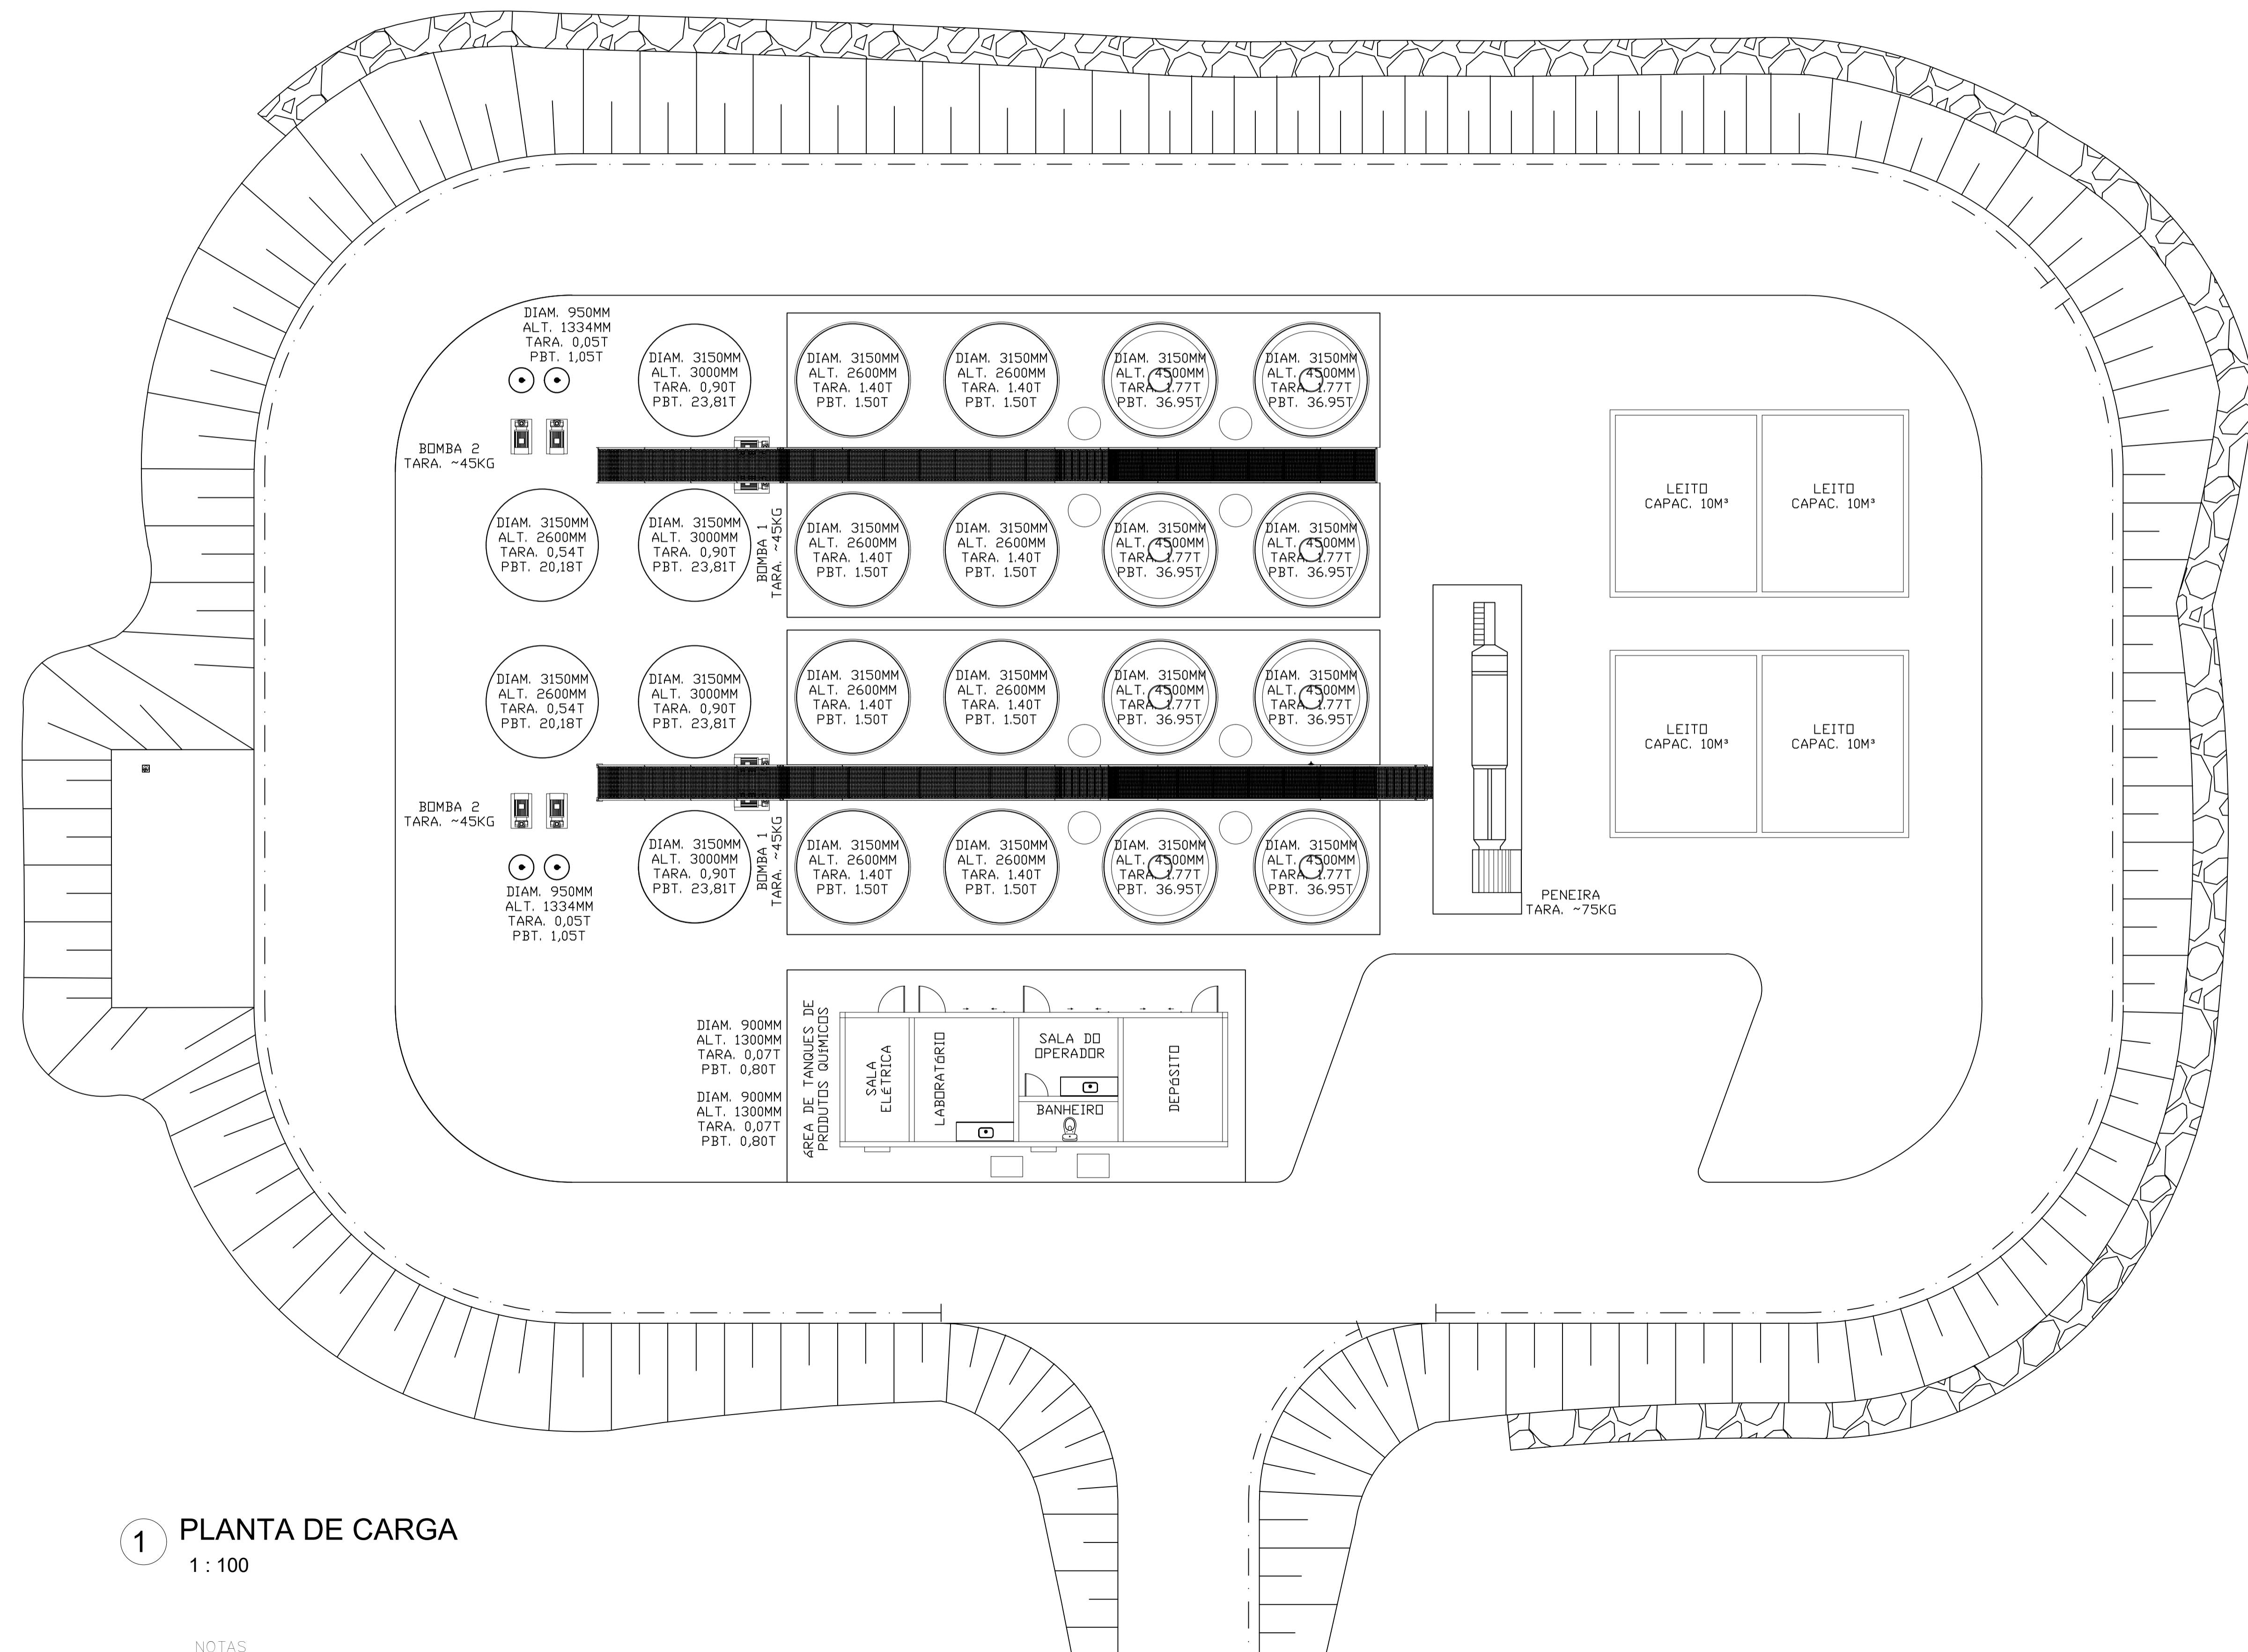 DIAM. 950MM
ALT. 1334MM
TARA. 0,05T
PBT. 1,05T
DIAM. 3150MM
ALT. 3000MM
TARA. 0,90T
PBT. 23,81T
DIAM. 3150MM
ALT. 2600MM
TARA. 1.40T
PBT. 1.50T
DIAM. 3150MM
ALT. 2600MM
TARA. 1.40T
PBT. 1.50T
DIAM. 3150MM
ALT. 4500MM
TARA. 1.77T
PBT. 36.95T
DIAM. 3150MM
ALT. 4500MM
TARA. 1.77T
PBT. 36.95T
BOMBA 2
TARA. ~45KG
DIAM. 3150MM
ALT. 2600MM
TARA. 0,54T
PBT. 20,18T
DIAM. 3150MM
ALT. 3000MM
TARA. 0,90T
PBT. 23,81T
BOMBA 1
TARA. ~45KG
DIAM. 3150MM
ALT. 2600MM
TARA. 1.40T
PBT. 1.50T
DIAM. 3150MM
ALT. 2600MM
TARA. 1.40T
PBT. 1.50T
DIAM. 3150MM
ALT. 4500MM
TARA. 1.77T
PBT. 36.95T
DIAM. 3150MM
ALT. 4500MM
TARA. 1.77T
PBT. 36.95T
LEITO
CAPAC. 10M³
LEITO
CAPAC. 10M³
DIAM. 3150MM
ALT. 2600MM
TARA. 0,54T
PBT. 20,18T
DIAM. 3150MM
ALT. 3000MM
TARA. 0,90T
PBT. 23,81T
DIAM. 3150MM
ALT. 2600MM
TARA. 1.40T
PBT. 1.50T
DIAM. 3150MM
ALT. 2600MM
TARA. 1.40T
PBT. 1.50T
DIAM. 3150MM
ALT. 4500MM
TARA. 1.77T
PBT. 36.95T
DIAM. 3150MM
ALT. 4500MM
TARA. 1.77T
PBT. 36.95T
LEITO
CAPAC. 10M³
LEITO
CAPAC. 10M³
BOMBA 2
TARA. ~45KG
DIAM. 950MM
ALT. 1334MM
TARA. 0,05T
PBT. 1,05T
DIAM. 3150MM
ALT. 3000MM
TARA. 0,90T
PBT. 23,81T
BOMBA 1
TARA. ~45KG
DIAM. 3150MM
ALT. 2600MM
TARA. 1.40T
PBT. 1.50T
DIAM. 3150MM
ALT. 2600MM
TARA. 1.40T
PBT. 1.50T
DIAM. 3150MM
ALT. 4500MM
TARA. 1.77T
PBT. 36.95T
DIAM. 3150MM
ALT. 4500MM
TARA. 1.77T
PBT. 36.95T
PENEIRA
TARA. ~75KG
DIAM. 900MM
ALT. 1300MM
TARA. 0,07T
PBT. 0,80T
DIAM. 900MM
ALT. 1300MM
TARA. 0,07T
PBT. 0,80T
ÁREA DE TANQUES DE
PRODUTOS QUÍMICOS
SALA
ELÉTRICA
LABORATÓRIO
SALA DO
OPERADOR
BANHEIRO
DEPÓSITO
1 PLANTA DE CARGA
1 : 100
NOTAS